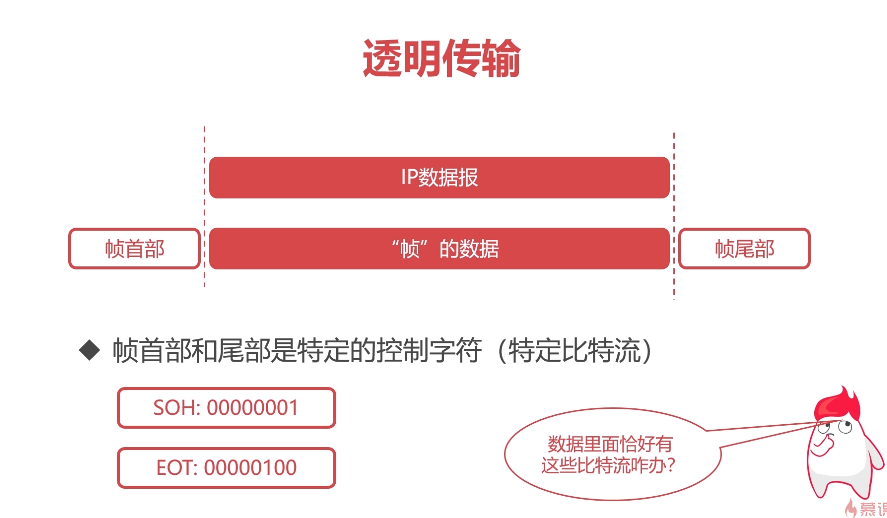 透明传输
IP数据报
帧首部
“帧”的数据
帧尾部
帧首部和尾部是特定的控制字符（特定比特流）
SOH: 00000001
EOT: 00000100
数据里面恰好有
这些比特流咋办？
慕课